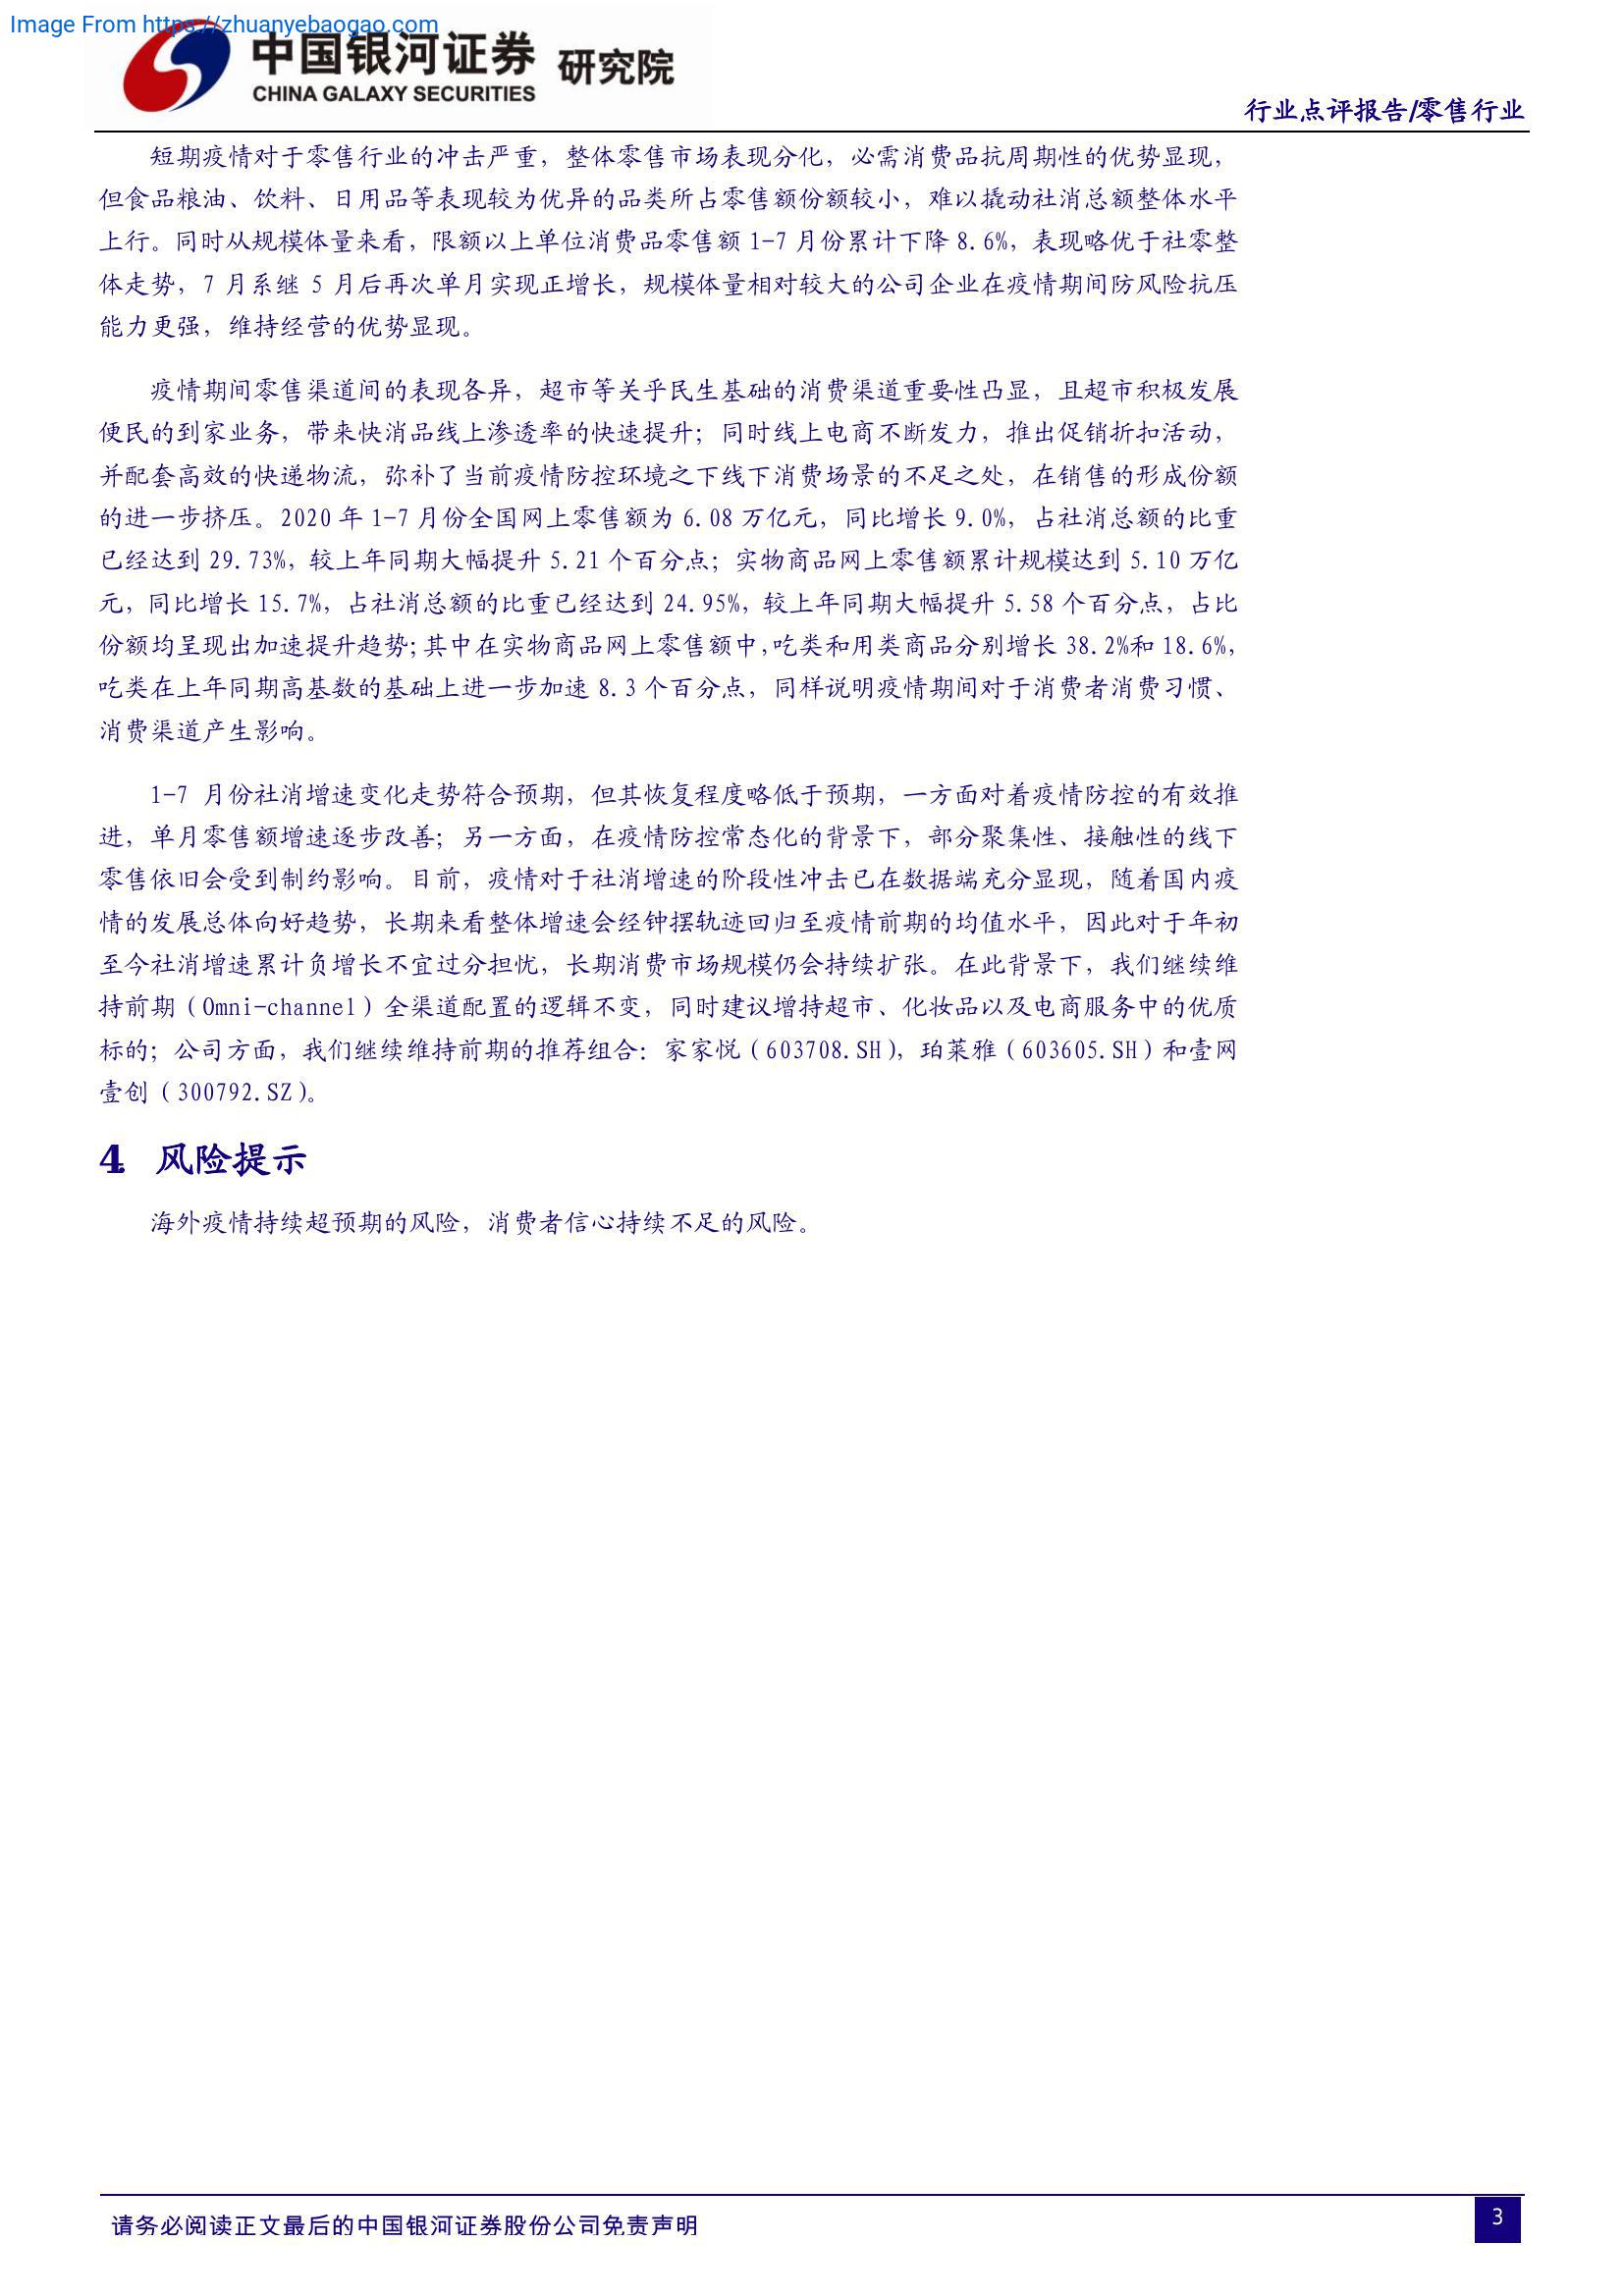 Image From https://zhuanyebaogao.com
中国银河证券 研究院
CHINA GALAXY SECURITIES
行业点评报告/零售行业
短期疫情对于零售行业的冲击严重，整体零售市场表现分化，必需消费品抗周期性的优势显现，
但食品粮油、饮料、日用品等表现较为优异的品类所占零售额份额较小，难以撬动社消总额整体水平
上行。同时从规模体量来看，限额以上单位消费品零售额 1-7 月份累计下降 8.6%，表现略优于社零整
体走势，7 月系继 5 月后再次单月实现正增长，规模体量相对较大的公司企业在疫情期间防风险抗压
能力更强，维持经营的优势显现。
疫情期间零售渠道间的表现各异，超市等关乎民生基础的消费渠道重要性凸显，且超市积极发展
便民的到家业务，带来快消品线上渗透率的快速提升；同时线上电商不断发力，推出促销折扣活动，
并配套高效的快递物流，弥补了当前疫情防控环境之下线下消费场景的不足之处，在销售的形成份额
的进一步挤压。2020 年 1-7 月份全国网上零售额为 6.08 万亿元，同比增长 9.0%，占社消总额的比重
已经达到 29.73%，较上年同期大幅提升 5.21 个百分点；实物商品网上零售额累计规模达到 5.10 万亿
元，同比增长 15.7%，占社消总额的比重已经达到 24.95%，较上年同期大幅提升 5.58 个百分点，占比
份额均呈现出加速提升趋势；其中在实物商品网上零售额中，吃类和用类商品分别增长 38.2%和 18.6%，
吃类在上年同期高基数的基础上进一步加速 8.3 个百分点，同样说明疫情期间对于消费者消费习惯、
消费渠道产生影响。
1-7 月份社消增速变化走势符合预期，但其恢复程度略低于预期，一方面对着疫情防控的有效推
进，单月零售额增速逐步改善；另一方面，在疫情防控常态化的背景下，部分聚集性、接触性的线下
零售依旧会受到制约影响。目前，疫情对于社消增速的阶段性冲击已在数据端充分显现，随着国内疫
情的发展总体向好趋势，长期来看整体增速会经钟摆轨迹回归至疫情前期的均值水平，因此对于年初
至今社消增速累计负增长不宜过分担忧，长期消费市场规模仍会持续扩张。在此背景下，我们继续维
持前期（Omni-channel）全渠道配置的逻辑不变，同时建议增持超市、化妆品以及电商服务中的优质
标的；公司方面，我们继续维持前期的推荐组合：家家悦（603708.SH），珀莱雅（603605.SH）和壹网
壹创（300792.SZ）。
4. 风险提示
海外疫情持续超预期的风险，消费者信心持续不足的风险。
请务必阅读正文最后的中国银河证券股份公司免责声明
3